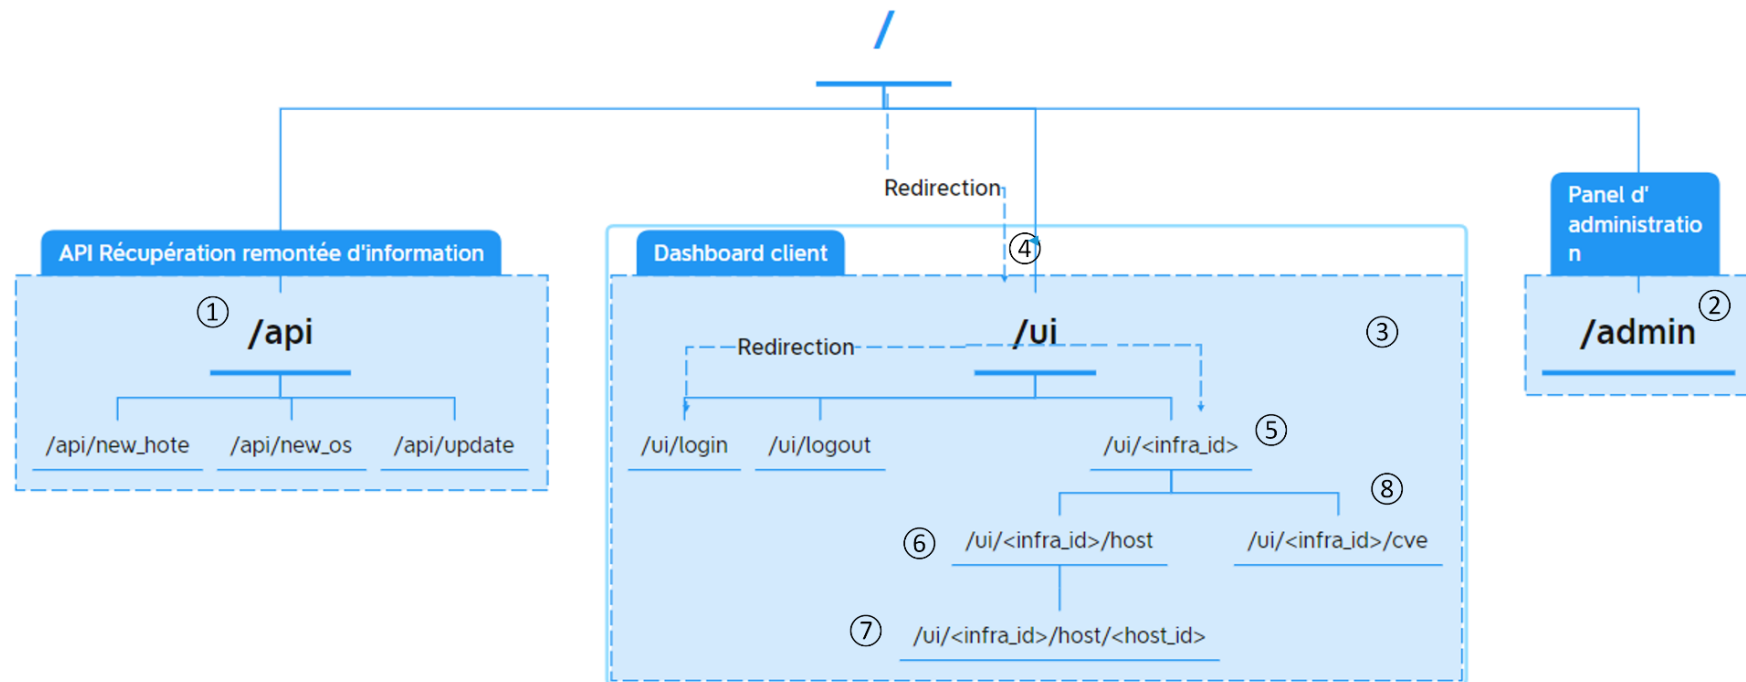 /
Redirection
API Récupération remontée d'information
①
/api
/api/new_hote
/api/new_os
/api/update
Dashboard client
④
/ui
③
Redirection
/ui/login
/ui/logout
/ui/<infra_id>
⑤
⑧
⑥
/ui/<infra_id>/host
/ui/<infra_id>/cve
⑦
/ui/<infra_id>/host/<host_id>
Panel d'
administratio
n
②
/admin